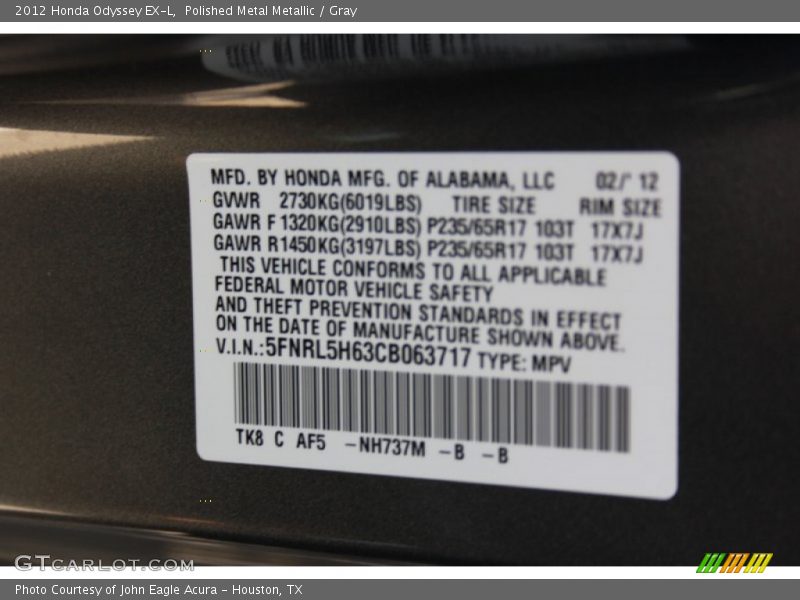 2012 Honda Odyssey EX-L, Polished Metal Metallic / Gray
MFD. BY HONDA MFG. OF ALABAMA, LLC 02/ 12
GVWR 2730KG(6019LBS) TIRE SIZE RIM SIZE
GAWR F 1320KG(2910LBS) P235/65R17 103T 17X7J
GAWR R 1450KG(3197LBS) P235/65R17 103T 17X7J
THIS VEHICLE CONFORMS TO ALL APPLICABLE
FEDERAL MOTOR VEHICLE SAFETY
AND THEFT PREVENTION STANDARDS IN EFFECT
ON THE DATE OF MANUFACTURE SHOWN ABOVE.
V.I.N.:5FNRL5H63CB063717 TYPE: MPV
TK8 C AF5 -NH737M -B -B
GTCARLOT.COM
Photo Courtesy of John Eagle Acura - Houston, TX